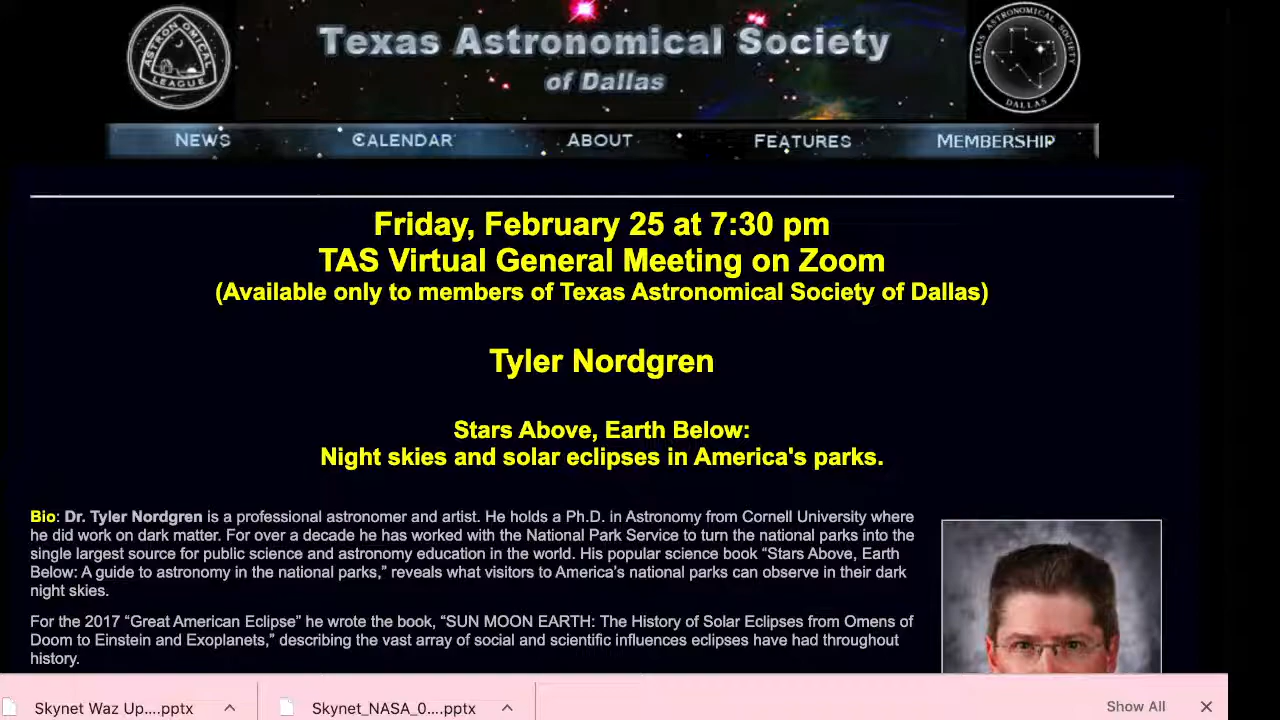 Texas Astronomical Society
of Dallas
ASTRONOMICAL
LEAGUE
TEXAS ASTRONOMICAL SOCIETY
DALLAS
NEWS
CALENDAR
ABOUT
FEATURES
MEMBERSHIP
Friday, February 25 at 7:30 pm
TAS Virtual General Meeting on Zoom
(Available only to members of Texas Astronomical Society of Dallas)
Tyler Nordgren
Stars Above, Earth Below:
Night skies and solar eclipses in America's parks.
Bio: Dr. Tyler Nordgren is a professional astronomer and artist. He holds a Ph.D. in Astronomy from Cornell University where
he did work on dark matter. For over a decade he has worked with the National Park Service to turn the national parks into the
single largest source for public science and astronomy education in the world. His popular science book “Stars Above, Earth
Below: A guide to astronomy in the national parks,” reveals what visitors to America’s national parks can observe in their dark
night skies.
For the 2017 “Great American Eclipse” he wrote the book, “SUN MOON EARTH: The History of Solar Eclipses from Omens of
Doom to Einstein and Exoplanets,” describing the vast array of social and scientific influences eclipses have had throughout
history.
Skynet Waz Up....pptx
Skynet_NASA_0....pptx
Show All